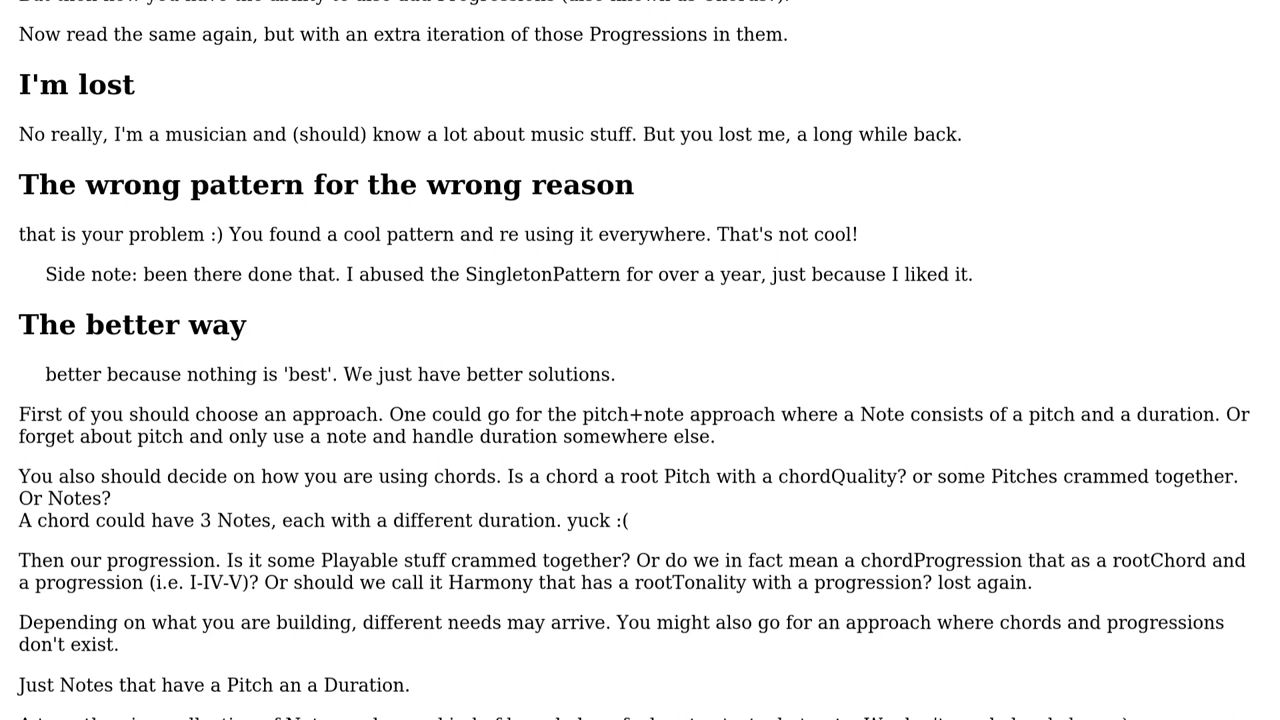 Now read the same again, but with an extra iteration of those Progressions in them.
I'm lost
No really, I'm a musician and (should) know a lot about music stuff. But you lost me, a long while back.
The wrong pattern for the wrong reason
that is your problem :) You found a cool pattern and re using it everywhere. That's not cool!
Side note: been there done that. I abused the SingletonPattern for over a year, just because I liked it.
The better way
better because nothing is 'best'. We just have better solutions.
First of you should choose an approach. One could go for the pitch+note approach where a Note consists of a pitch and a duration. Or
forget about pitch and only use a note and handle duration somewhere else.
You also should decide on how you are using chords. Is a chord a root Pitch with a chordQuality? or some Pitches crammed together.
Or Notes?
A chord could have 3 Notes, each with a different duration. yuck :(
Then our progression. Is it some Playable stuff crammed together? Or do we in fact mean a chordProgression that as a rootChord and
a progression (i.e. I-IV-V)? Or should we call it Harmony that has a rootTonality with a progression? lost again.
Depending on what you are building, different needs may arrive. You might also go for an approach where chords and progressions
don't exist.
Just Notes that have a Pitch an a Duration.